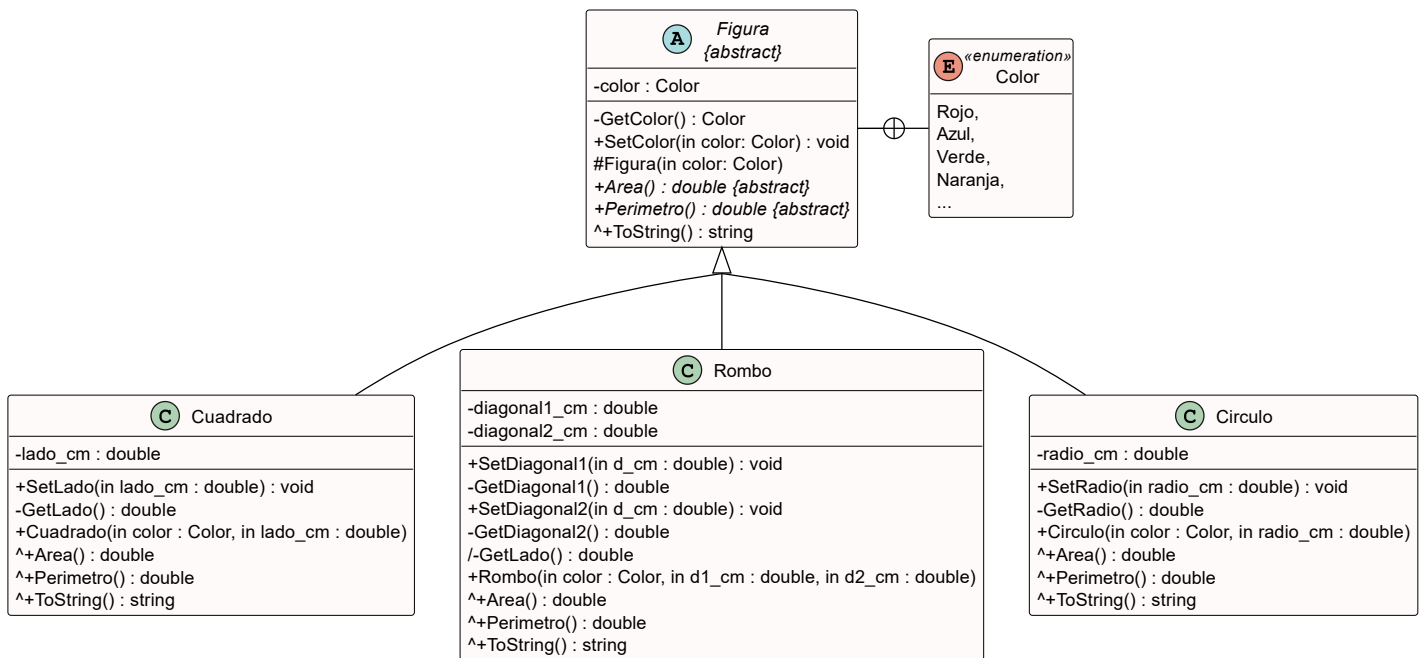 A
Figura
{abstract}
-color : Color
-GetColor() : Color
+SetColor(in color: Color) : void
#Figura(in color: Color)
+Area() : double {abstract}
+Perimetro() : double {abstract}
^+ToString() : string
E
«enumeration»
Color
Rojo,
Azul,
Verde,
Naranja,
...
C Cuadrado
-lado_cm : double
+SetLado(in lado_cm : double) : void
-GetLado() : double
+Cuadrado(in color : Color, in lado_cm : double)
^+Area() : double
^+Perimetro() : double
^+ToString() : string
C Rombo
-diagonal1_cm : double
-diagonal2_cm : double
+SetDiagonal1(in d_cm : double) : void
-GetDiagonal1() : double
+SetDiagonal2(in d_cm : double) : void
-GetDiagonal2() : double
/-GetLado() : double
+Rombo(in color : Color, in d1_cm : double, in d2_cm : double)
^+Area() : double
^+Perimetro() : double
^+ToString() : string
C Circulo
-radio_cm : double
+SetRadio(in radio_cm : double) : void
-GetRadio() : double
+Circulo(in color : Color, in radio_cm : double)
^+Area() : double
^+Perimetro() : double
^+ToString() : string